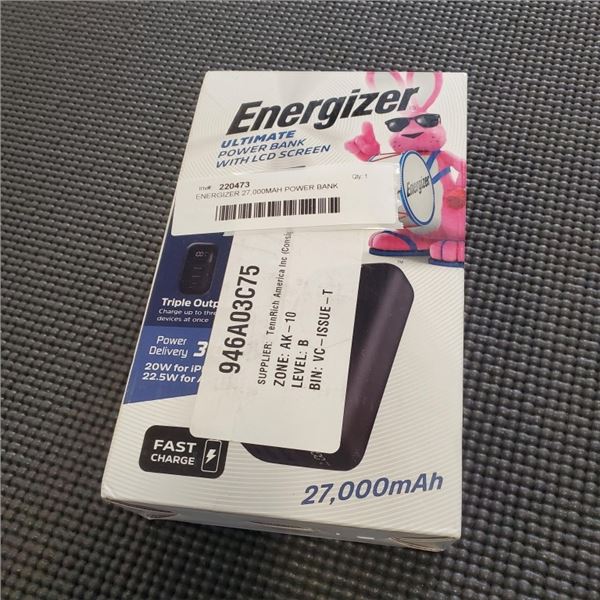 Energizer
ULTIMATE
POWER BANK
WITH LCD SCREEN
Energizer
Inv#: 220473 Qty: 1
ENERGIZER 27,000MAH POWER BANK
946A03C75
SUPPLIER: TennRich America Inc (Consig
ZONE: AK-10
LEVEL: B
BIN: VC-ISSUE-T
Triple Outp
Charge up to thre
devices at once
Power
Delivery 3
20W for iP
22.5W for A
FAST
CHARGE
27,000mAh